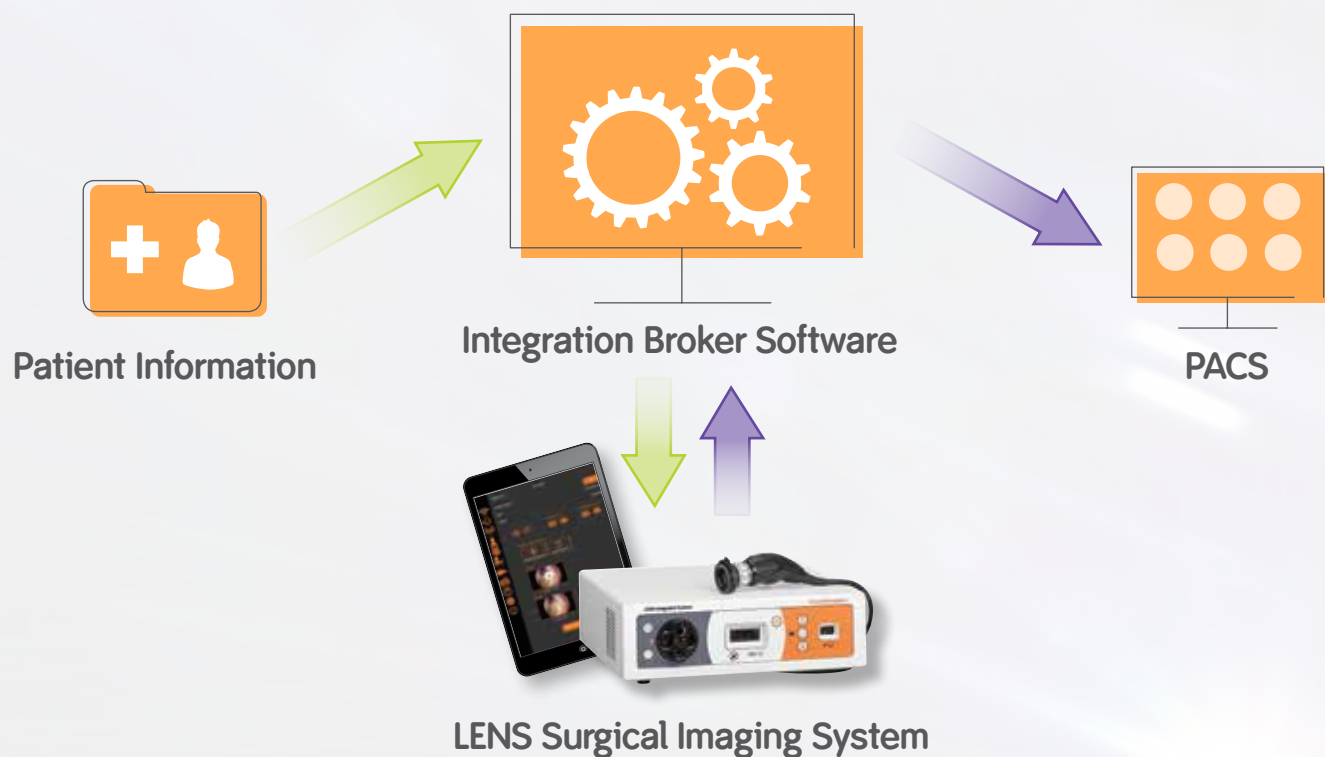 Integration Broker Software
Patient Information
PACS
LENS Surgical Imaging System